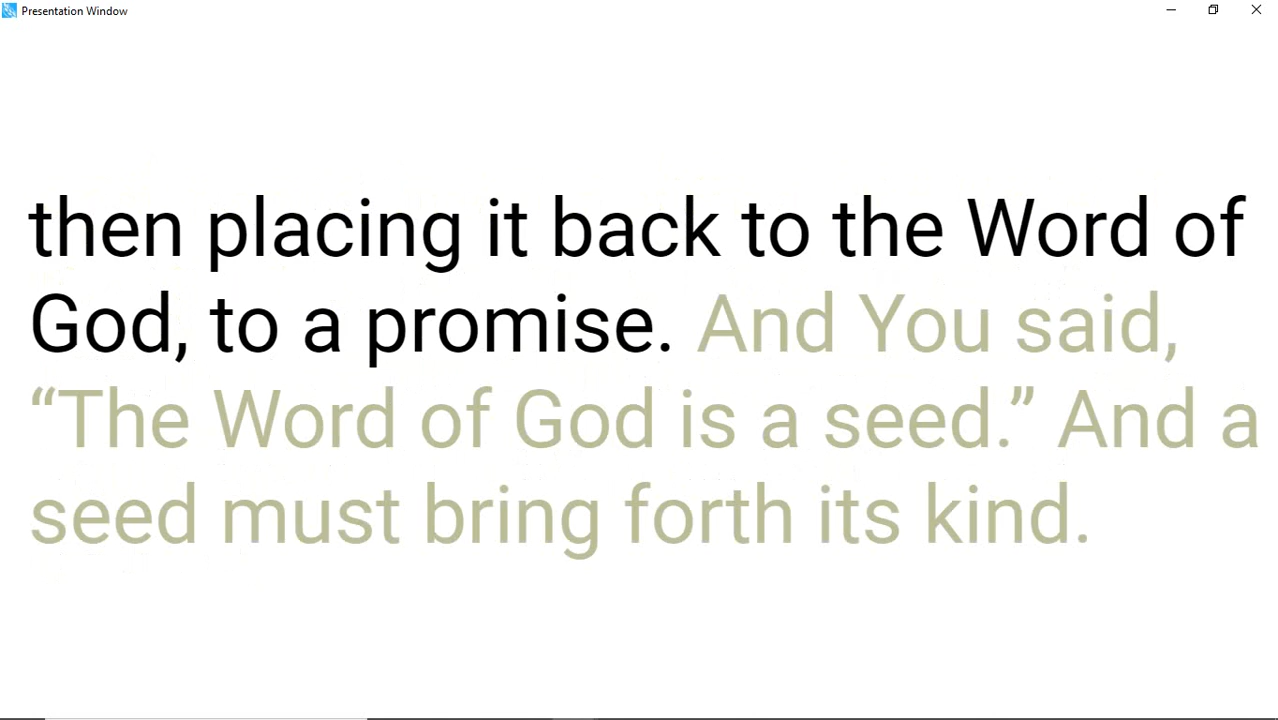 Presentation Window
then placing it back to the Word of
God, to a promise. And You said,
“The Word of God is a seed.” And a
seed must bring forth its kind.